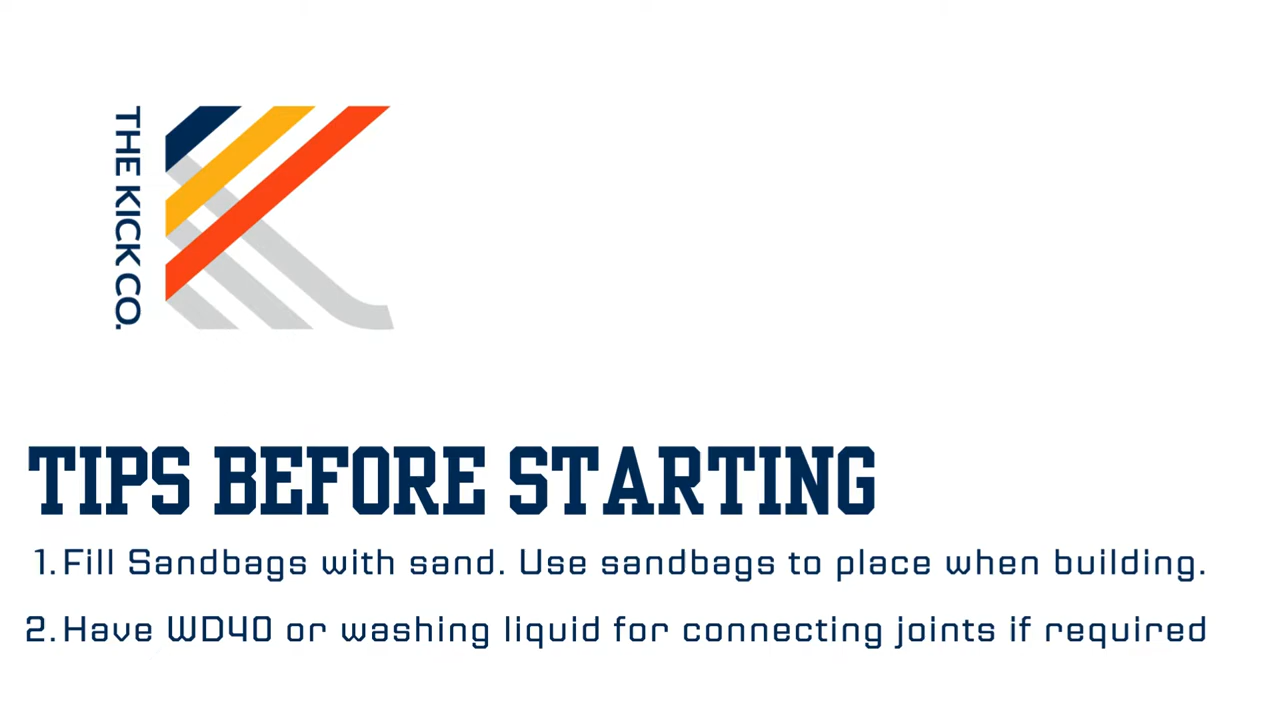 THE KICK CO.
TIPS BEFORE STARTING
1. Fill Sandbags with sand. Use sandbags to place when building.
2. Have WD40 or washing liquid for connecting joints if required